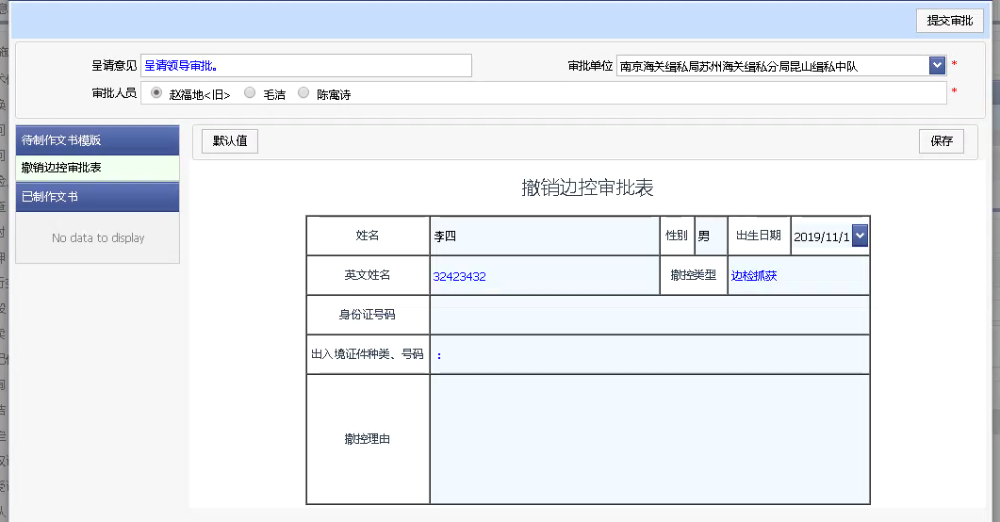 提交审批
呈请意见 呈请领导审批。 审批单位 南京海关缉私局苏州海关缉私分局昆山缉私中队 *
审批人员 赵福地<旧> 毛洁 陈寓诗 *
待制作文书模版
撤销边控审批表
已制作文书
No data to display
默认值 保存
撤销边控审批表
姓名 李四 性别 男 出生日期 2019/11/1
英文姓名 32423432 撤控类型 边检抓获
身份证号码
出入境证件种类、号码 :
撤控理由